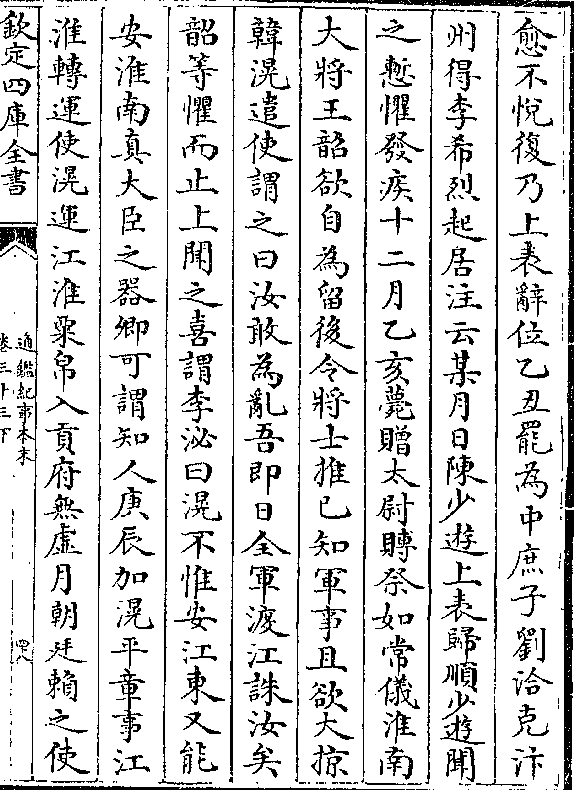 愈不悅復乃上表辭位乙丑罷為中庶子劉洽克汴
州得李希烈起居注云某月日陳少遊上表歸順少遊聞
之慙懼發疾十二月乙亥薨贈太尉賻祭如常儀淮南
大將王韶欲自為留後令將士推已知軍事且欲大掠
韓滉遣使謂之曰汝敢為亂吾即日全軍渡江誅汝矣
韶等懼而止上聞之喜謂李泌曰滉不惟安江東又能
安淮南真大臣之器卿可謂知人庚辰加滉平章事江
淮轉運使滉運江淮粟帛入貢府無虛月朝廷賴之使
欽定四庫全書
通鑑紀事本末
卷三十三下
四八